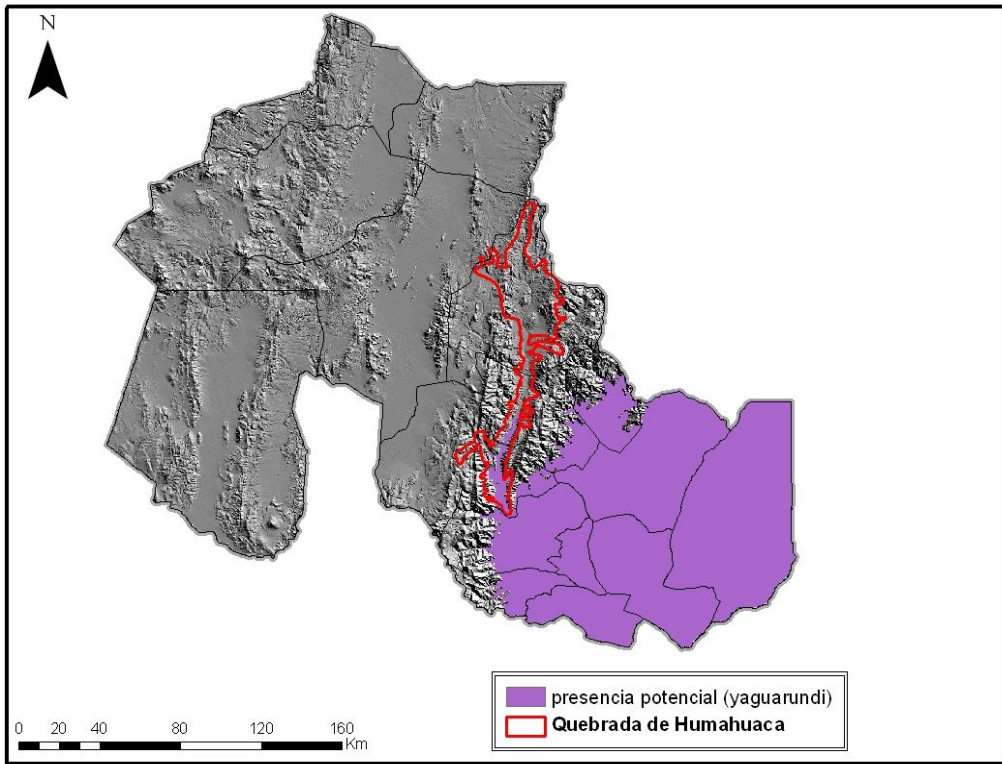 N
presencia potencial (yaguarundi)
Quebrada de Humahuaca
0 20 40 80 120 160
Km